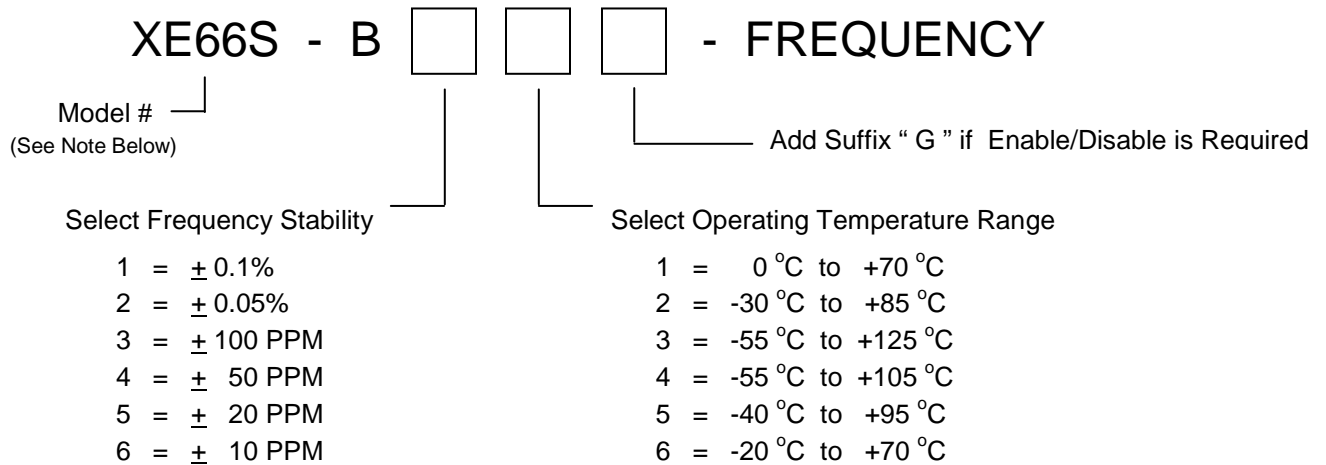 XE66S - B - FREQUENCY
Model #
(See Note Below)
Add Suffix “ G ” if Enable/Disable is Required
Select Frequency Stability
1 = ± 0.1%
2 = ± 0.05%
3 = ± 100 PPM
4 = ± 50 PPM
5 = ± 20 PPM
6 = ± 10 PPM
Select Operating Temperature Range
1 = 0 °C to +70 °C
2 = -30 °C to +85 °C
3 = -55 °C to +125 °C
4 = -55 °C to +105 °C
5 = -40 °C to +95 °C
6 = -20 °C to +70 °C